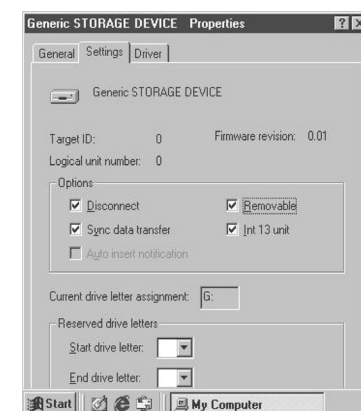 Generic STORAGE DEVICE Properties
General Settings Driver
Generic STORAGE DEVICE
Target ID: 0 Firmware revision: 0.01
Logical unit number: 0
Options
Disconnect Removable
Sync data transfer Int 13 unit
Auto insert notification
Current drive letter assignment: G:
Reserved drive letters
Start drive letter:
End drive letter:
Start My Computer